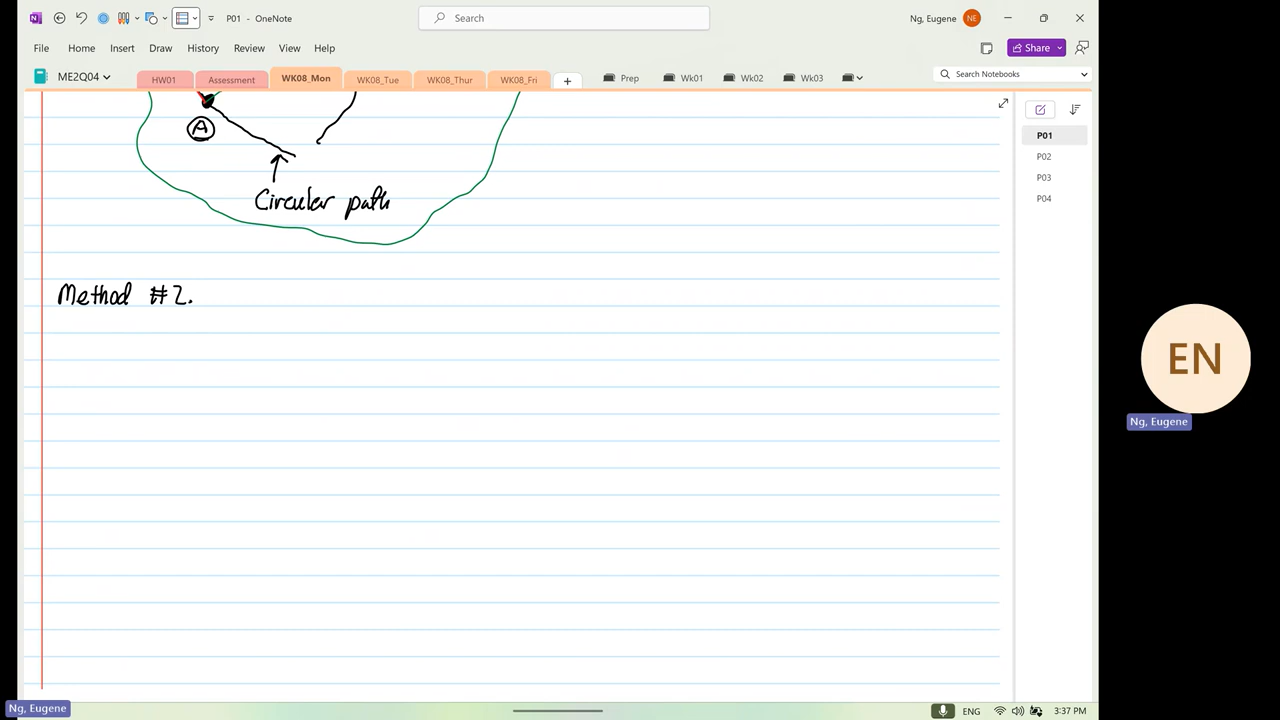 P01 - OneNote
Search
Ng, Eugene
NE
File Home Insert Draw History Review View Help
Share
ME2Q04
HW01 Assessment WK08_Mon WK08_Tue WK08_Thur WK08_Fri + Prep Wk01 Wk02 Wk03
Search Notebooks
A
Circular path
Method #2.
P01
P02
P03
P04
EN
Ng, Eugene
Ng, Eugene
ENG
3:37 PM